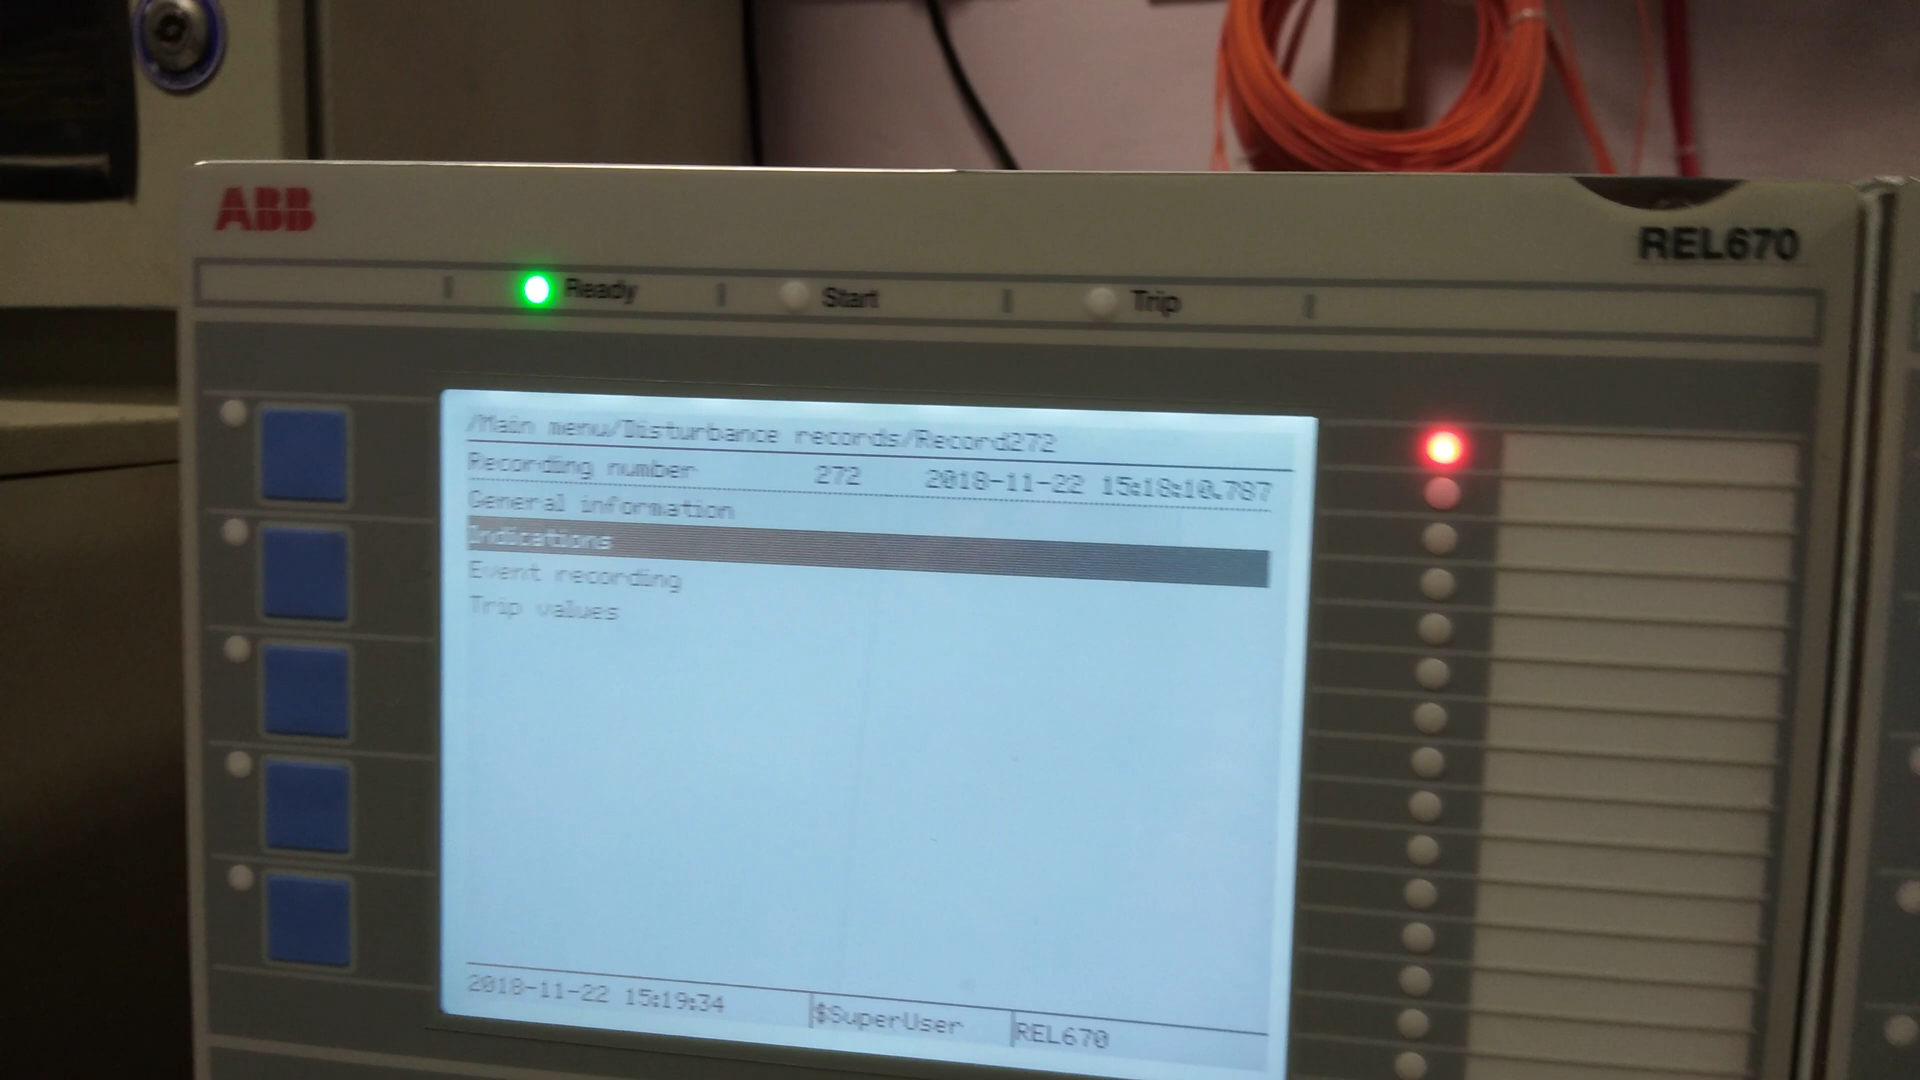 ABB
REL670
Ready
Start
Trip
/Main menu/Disturbance records/Record272
Recording number 272 2018-11-22 15:18:10.787
General information
Indications
Event recording
Trip values
2018-11-22 15:19:34
$SuperUser
REL670